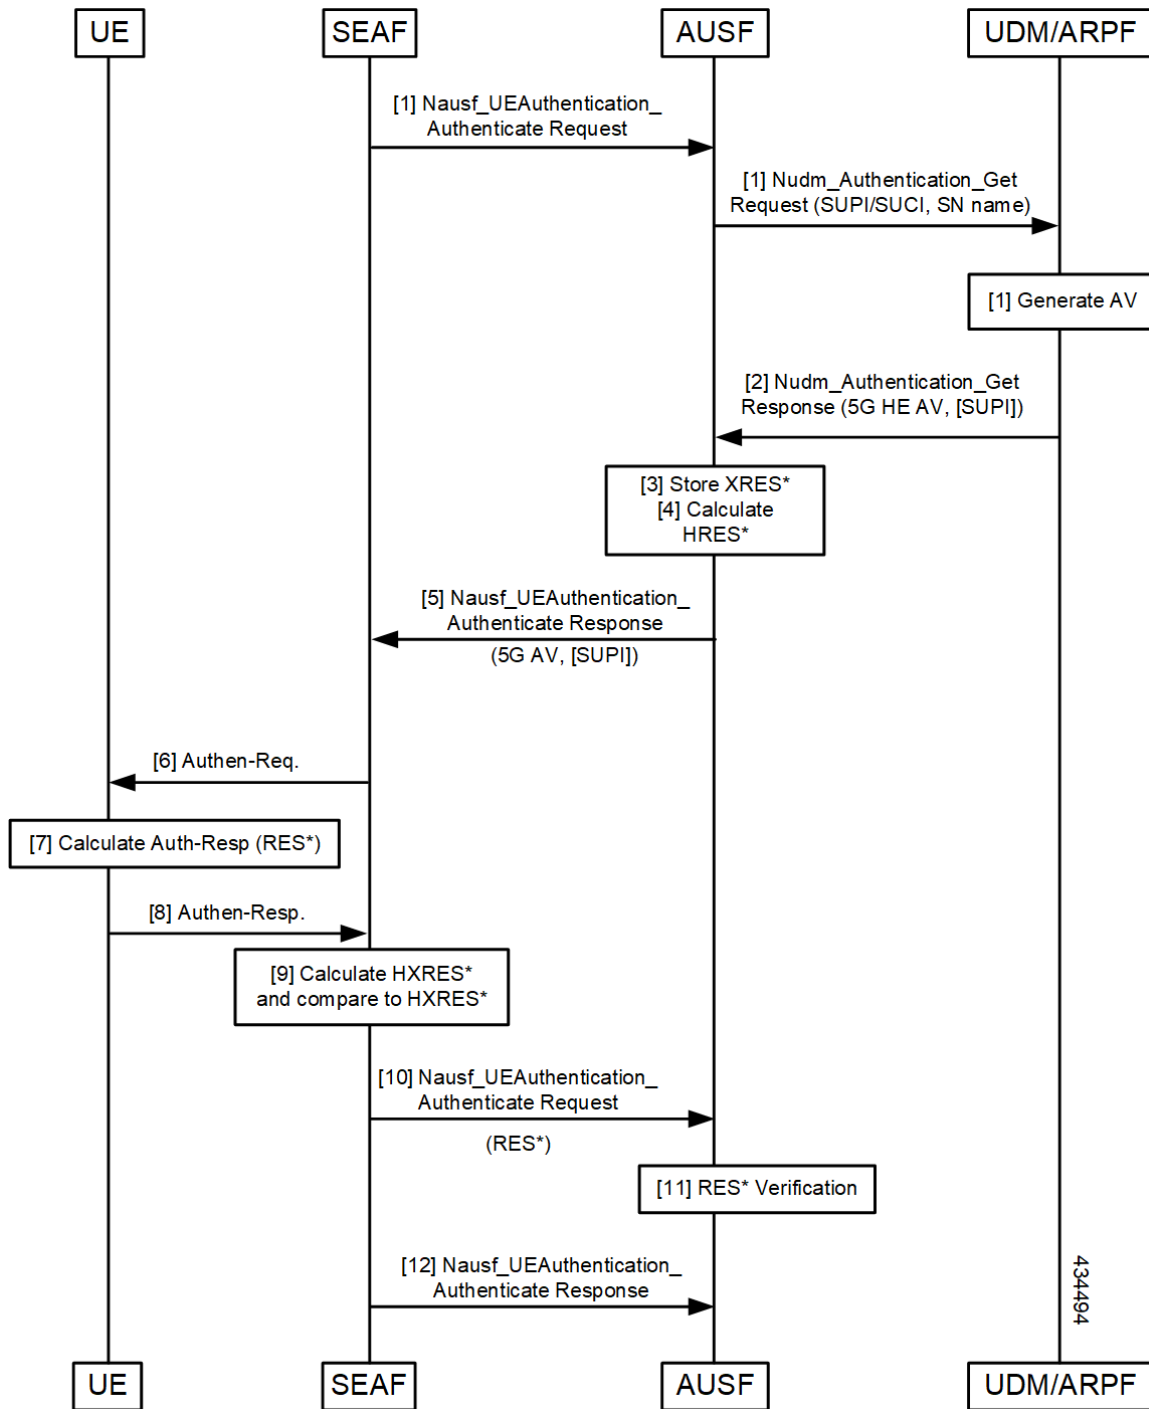 UE
SEAF
AUSF
UDM/ARPF
[1] Nausf_UEAuthentication_
Authenticate Request
[1] Nudm_Authentication_Get
Request (SUPI/SUCI, SN name)
[1] Generate AV
[2] Nudm_Authentication_Get
Response (5G HE AV, [SUPI])
[3] Store XRES*
[4] Calculate
HRES*
[5] Nausf_UEAuthentication_
Authenticate Response
(5G AV, [SUPI])
[6] Authen-Req.
[7] Calculate Auth-Resp (RES*)
[8] Authen-Resp.
[9] Calculate HXRES*
and compare to HXRES*
[10] Nausf_UEAuthentication_
Authenticate Request
(RES*)
[11] RES* Verification
[12] Nausf_UEAuthentication_
Authenticate Response
434494
UE
SEAF
AUSF
UDM/ARPF